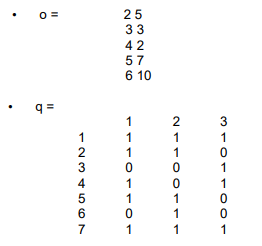 • o = 2 5
3 3
4 2
5 7
6 10
• q =
1 2 3
1 1 1 1
2 1 1 0
3 0 0 1
4 1 0 1
5 1 1 0
6 0 1 0
7 1 1 1